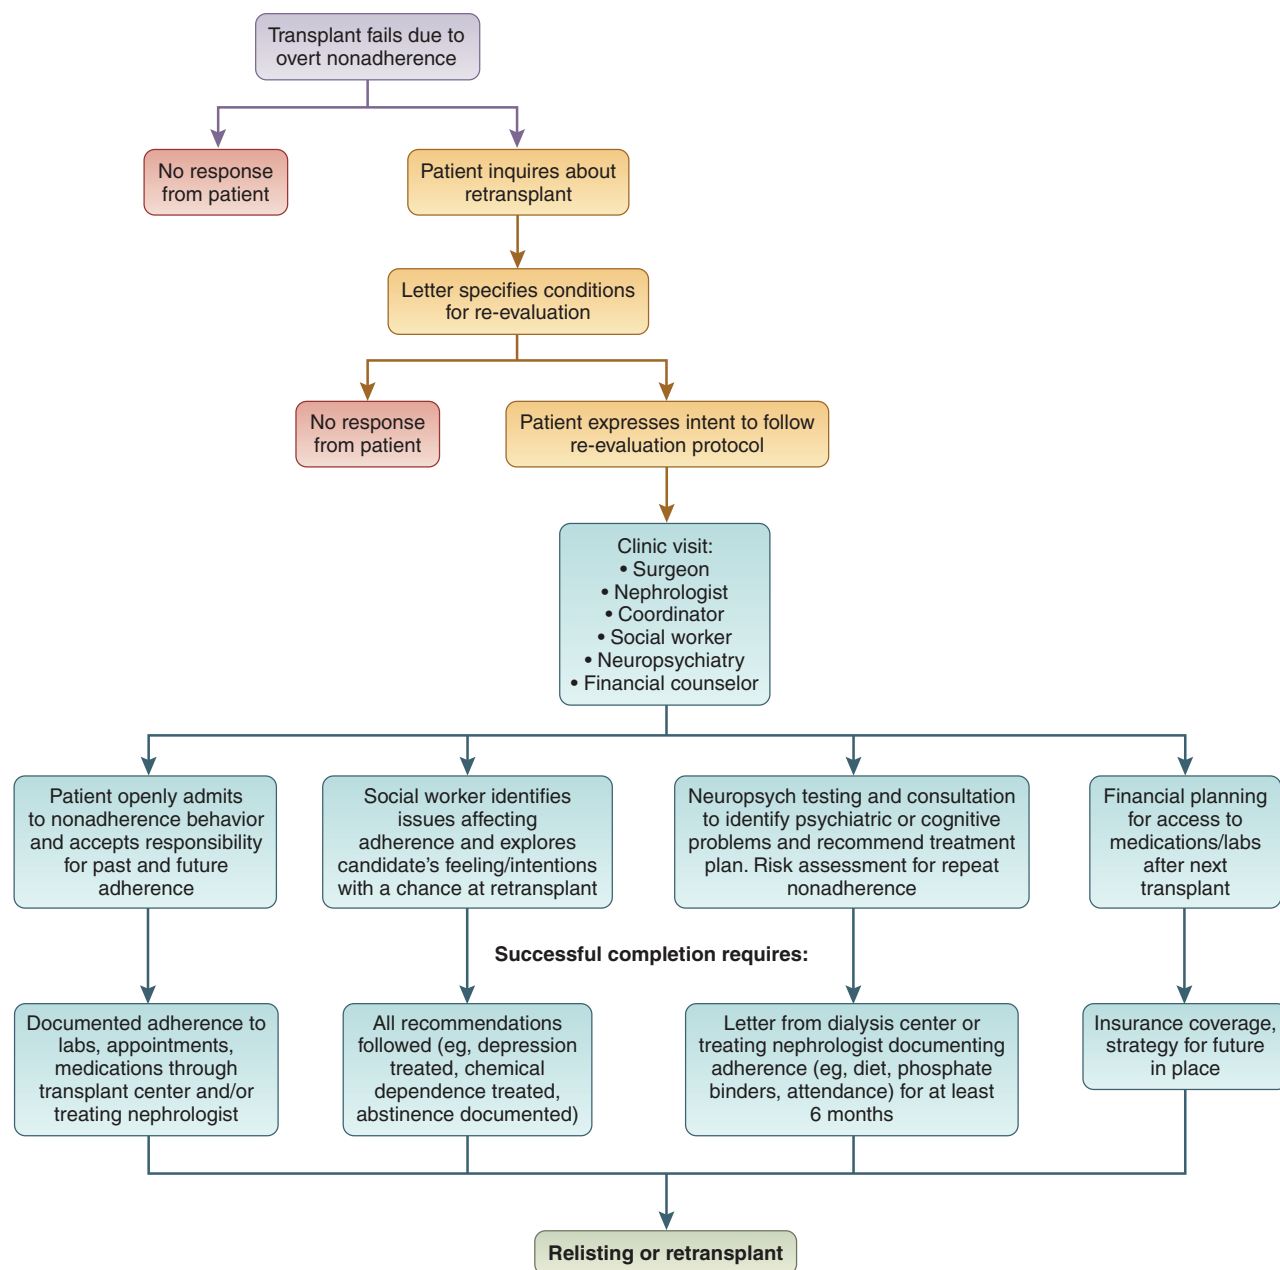 Transplant fails due to
overt nonadherence
No response
from patient
Patient inquires about
retransplant
Letter specifies conditions
for re-evaluation
No response
from patient
Patient expresses intent to follow
re-evaluation protocol
Clinic visit:
• Surgeon
• Nephrologist
• Coordinator
• Social worker
• Neuropsychiatry
• Financial counselor
Patient openly admits
to nonadherence behavior
and accepts responsibility
for past and future
adherence
Social worker identifies
issues affecting
adherence and explores
candidate's feeling/intentions
with a chance at retransplant
Neuropsych testing and consultation
to identify psychiatric or cognitive
problems and recommend treatment
plan. Risk assessment for repeat
nonadherence
Financial planning
for access to
medications/labs
after next
transplant
Successful completion requires:
Documented adherence to
labs, appointments,
medications through
transplant center and/or
treating nephrologist
All recommendations
followed (eg, depression
treated, chemical
dependence treated,
abstinence documented)
Letter from dialysis center or
treating nephrologist documenting
adherence (eg, diet, phosphate
binders, attendance) for at least
6 months
Insurance coverage,
strategy for future
in place
Relisting or retransplant